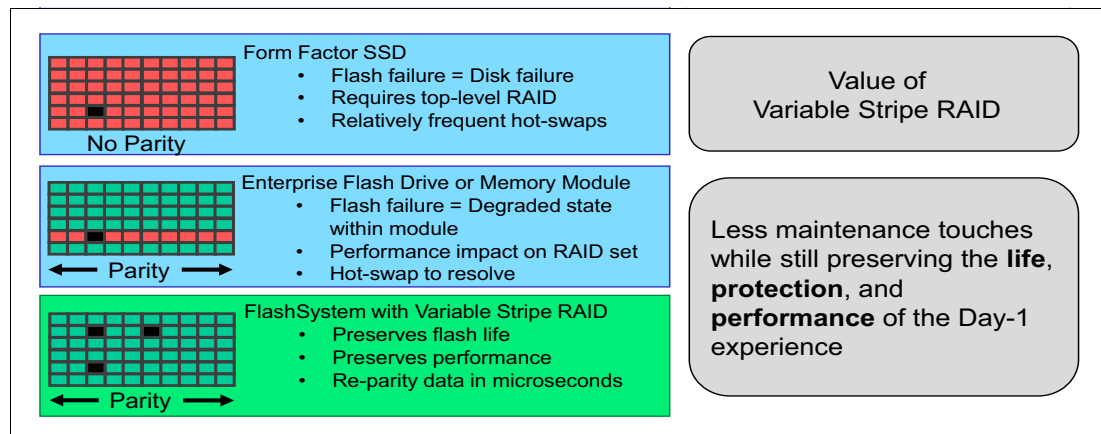 Form Factor SSD
• Flash failure = Disk failure
• Requires top-level RAID
• Relatively frequent hot-swaps
No Parity
Enterprise Flash Drive or Memory Module
• Flash failure = Degraded state
within module
• Performance impact on RAID set
• Hot-swap to resolve
Parity
FlashSystem with Variable Stripe RAID
• Preserves flash life
• Preserves performance
• Re-parity data in microseconds
Parity
Value of
Variable Stripe RAID
Less maintenance touches
while still preserving the life,
protection, and
performance of the Day-1
experience